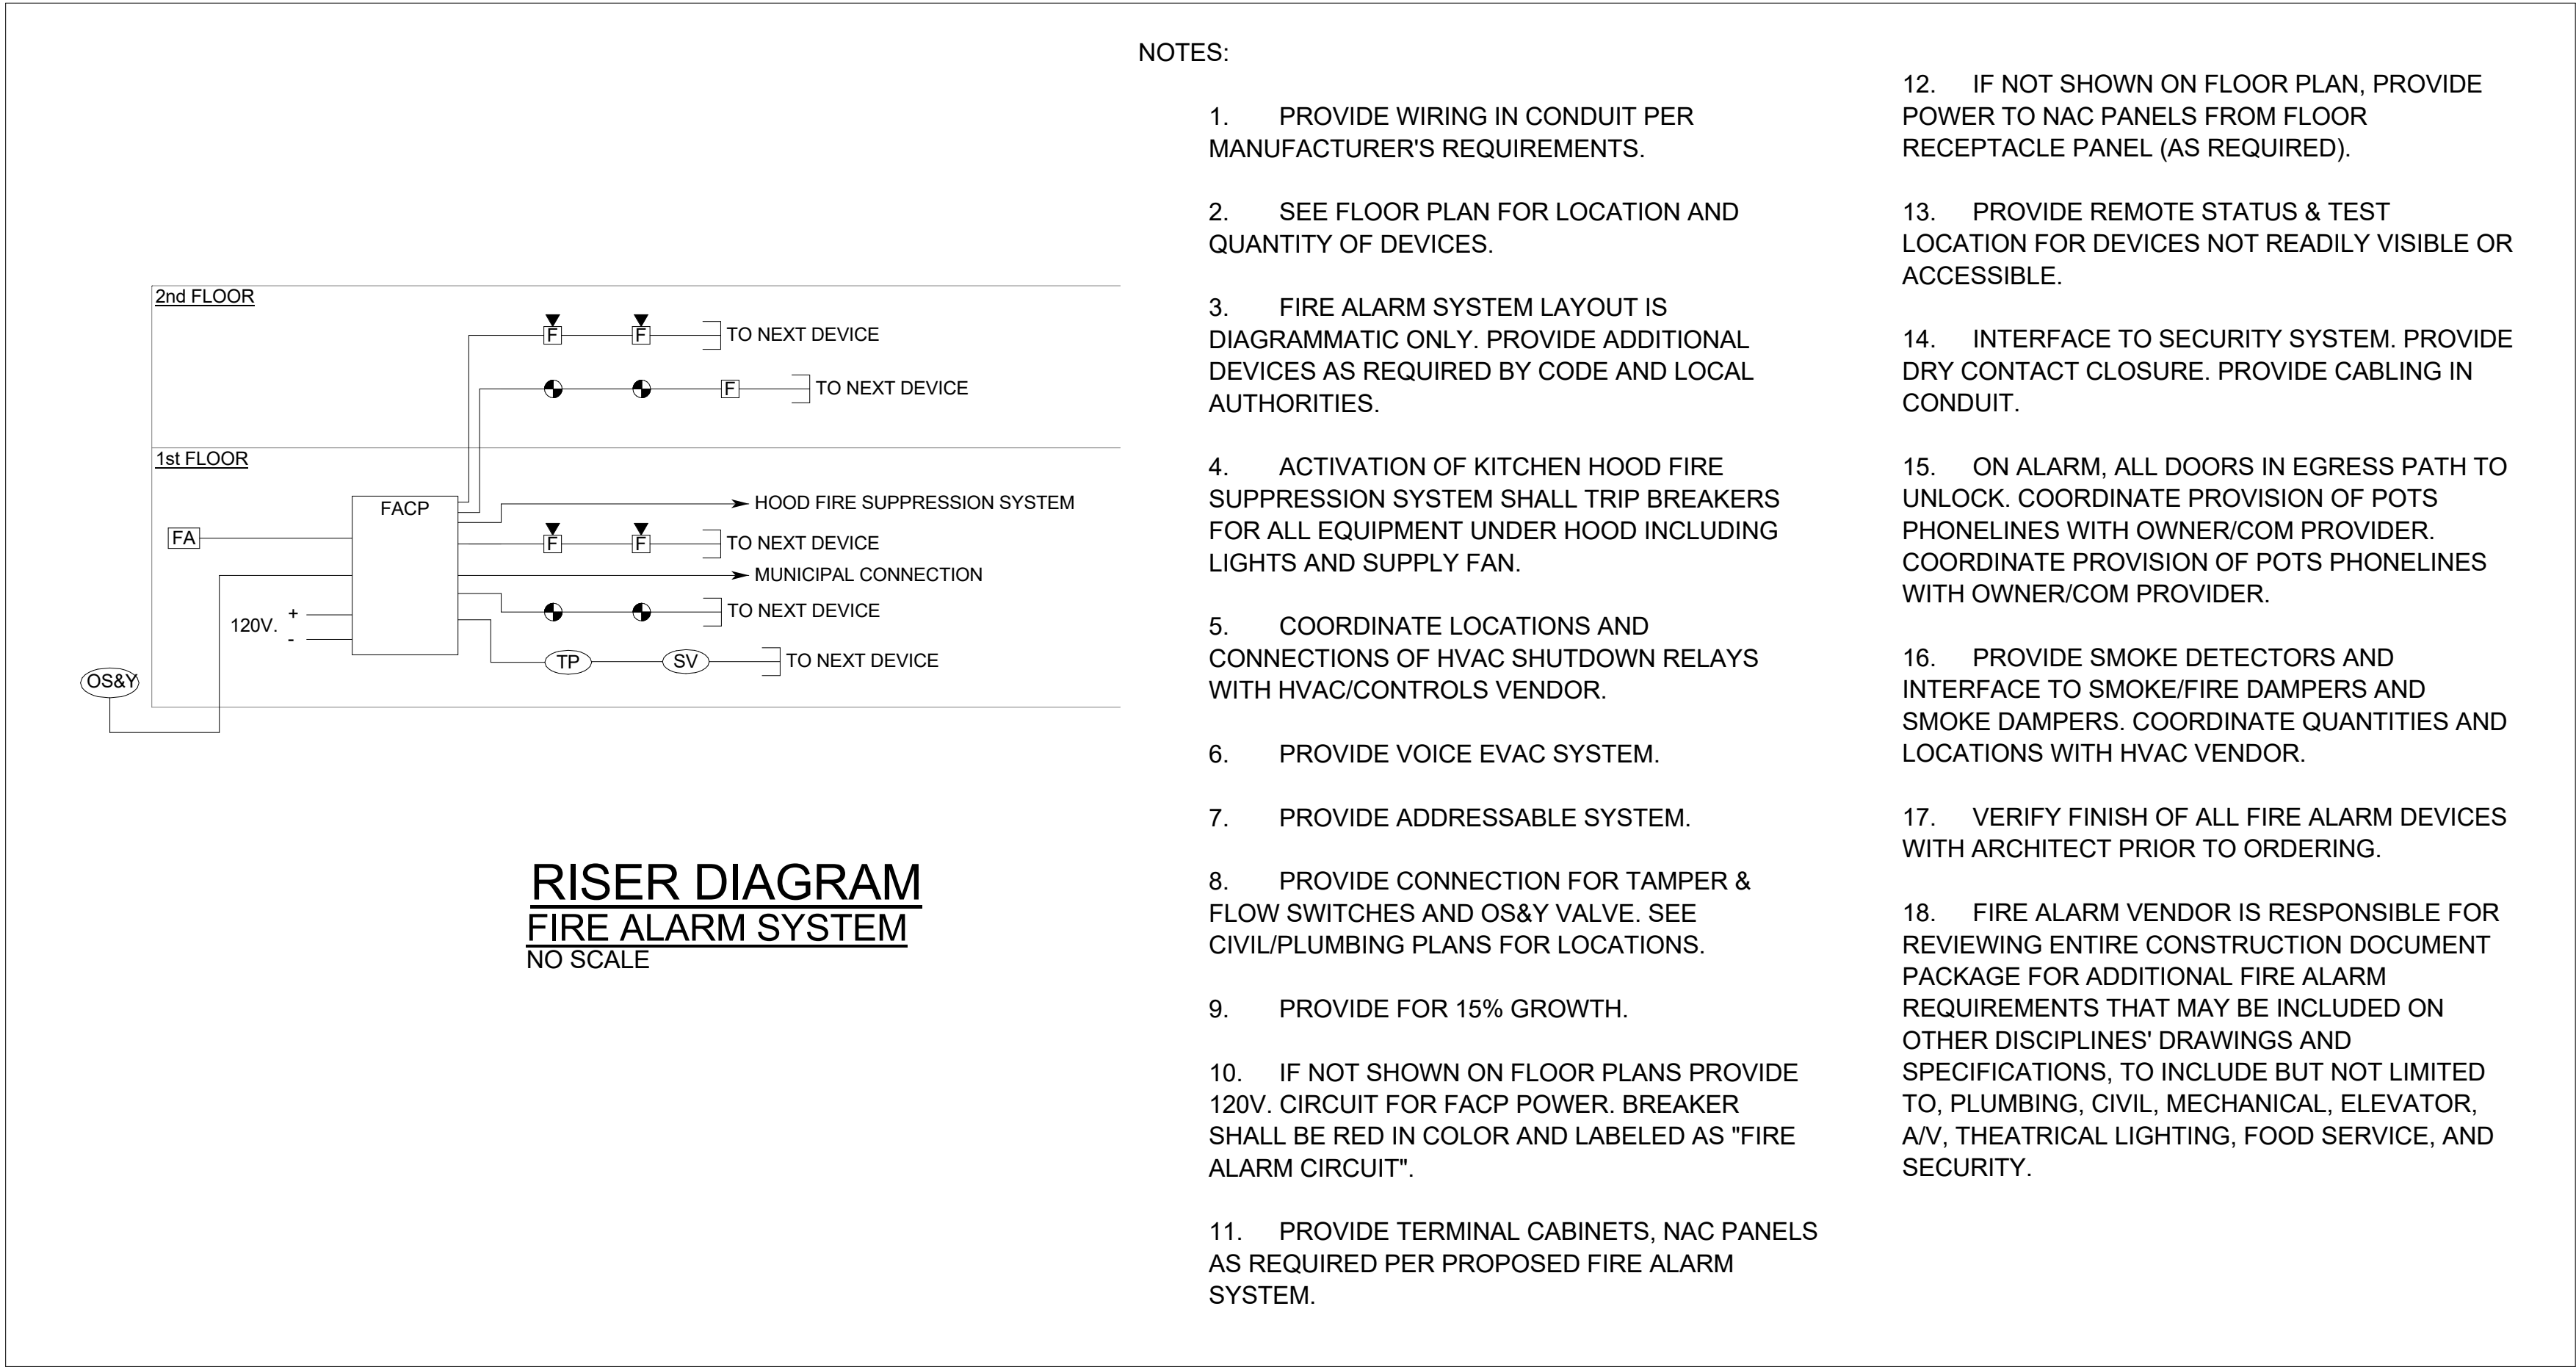 2nd FLOOR
F F TO NEXT DEVICE
F TO NEXT DEVICE
1st FLOOR
FACP
HOOD FIRE SUPPRESSION SYSTEM
FA
F F TO NEXT DEVICE
MUNICIPAL CONNECTION
120V. + -
TO NEXT DEVICE
TP SV TO NEXT DEVICE
OS&Y
RISER DIAGRAM
FIRE ALARM SYSTEM
NO SCALE
NOTES:
1. PROVIDE WIRING IN CONDUIT PER
MANUFACTURER'S REQUIREMENTS.
2. SEE FLOOR PLAN FOR LOCATION AND
QUANTITY OF DEVICES.
3. FIRE ALARM SYSTEM LAYOUT IS
DIAGRAMMATIC ONLY. PROVIDE ADDITIONAL
DEVICES AS REQUIRED BY CODE AND LOCAL
AUTHORITIES.
4. ACTIVATION OF KITCHEN HOOD FIRE
SUPPRESSION SYSTEM SHALL TRIP BREAKERS
FOR ALL EQUIPMENT UNDER HOOD INCLUDING
LIGHTS AND SUPPLY FAN.
5. COORDINATE LOCATIONS AND
CONNECTIONS OF HVAC SHUTDOWN RELAYS
WITH HVAC/CONTROLS VENDOR.
6. PROVIDE VOICE EVAC SYSTEM.
7. PROVIDE ADDRESSABLE SYSTEM.
8. PROVIDE CONNECTION FOR TAMPER &
FLOW SWITCHES AND OS&Y VALVE. SEE
CIVIL/PLUMBING PLANS FOR LOCATIONS.
9. PROVIDE FOR 15% GROWTH.
10. IF NOT SHOWN ON FLOOR PLANS PROVIDE
120V. CIRCUIT FOR FACP POWER. BREAKER
SHALL BE RED IN COLOR AND LABELED AS "FIRE
ALARM CIRCUIT".
11. PROVIDE TERMINAL CABINETS, NAC PANELS
AS REQUIRED PER PROPOSED FIRE ALARM
SYSTEM.
12. IF NOT SHOWN ON FLOOR PLAN, PROVIDE
POWER TO NAC PANELS FROM FLOOR
RECEPTACLE PANEL (AS REQUIRED).
13. PROVIDE REMOTE STATUS & TEST
LOCATION FOR DEVICES NOT READILY VISIBLE OR
ACCESSIBLE.
14. INTERFACE TO SECURITY SYSTEM. PROVIDE
DRY CONTACT CLOSURE. PROVIDE CABLING IN
CONDUIT.
15. ON ALARM, ALL DOORS IN EGRESS PATH TO
UNLOCK. COORDINATE PROVISION OF POTS
PHONELINES WITH OWNER/COM PROVIDER.
COORDINATE PROVISION OF POTS PHONELINES
WITH OWNER/COM PROVIDER.
16. PROVIDE SMOKE DETECTORS AND
INTERFACE TO SMOKE/FIRE DAMPERS AND
SMOKE DAMPERS. COORDINATE QUANTITIES AND
LOCATIONS WITH HVAC VENDOR.
17. VERIFY FINISH OF ALL FIRE ALARM DEVICES
WITH ARCHITECT PRIOR TO ORDERING.
18. FIRE ALARM VENDOR IS RESPONSIBLE FOR
REVIEWING ENTIRE CONSTRUCTION DOCUMENT
PACKAGE FOR ADDITIONAL FIRE ALARM
REQUIREMENTS THAT MAY BE INCLUDED ON
OTHER DISCIPLINES' DRAWINGS AND
SPECIFICATIONS, TO INCLUDE BUT NOT LIMITED
TO, PLUMBING, CIVIL, MECHANICAL, ELEVATOR,
A/V, THEATRICAL LIGHTING, FOOD SERVICE, AND
SECURITY.